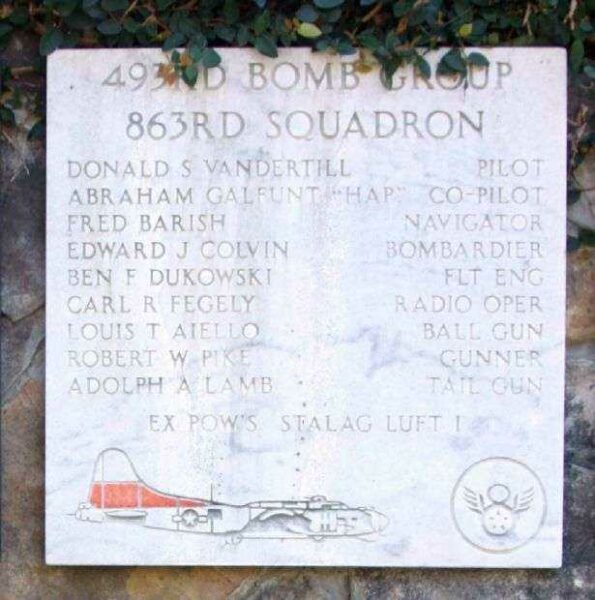 493RD BOMB GROUP
863RD SQUADRON
DONALD S VANDERTILL PILOT
ABRAHAM GALFUNT "HAP" CO-PILOT
FRED BARISH NAVIGATOR
EDWARD J COLVIN BOMBARDIER
BEN F DUKOWSKI FLT ENG
CARL R FEGELY RADIO OPER
LOUIS T AIELLO BALL GUN
ROBERT W PIKE GUNNER
ADOLPH A LAMB TAIL GUN
EX POW'S STALAG LUFT I